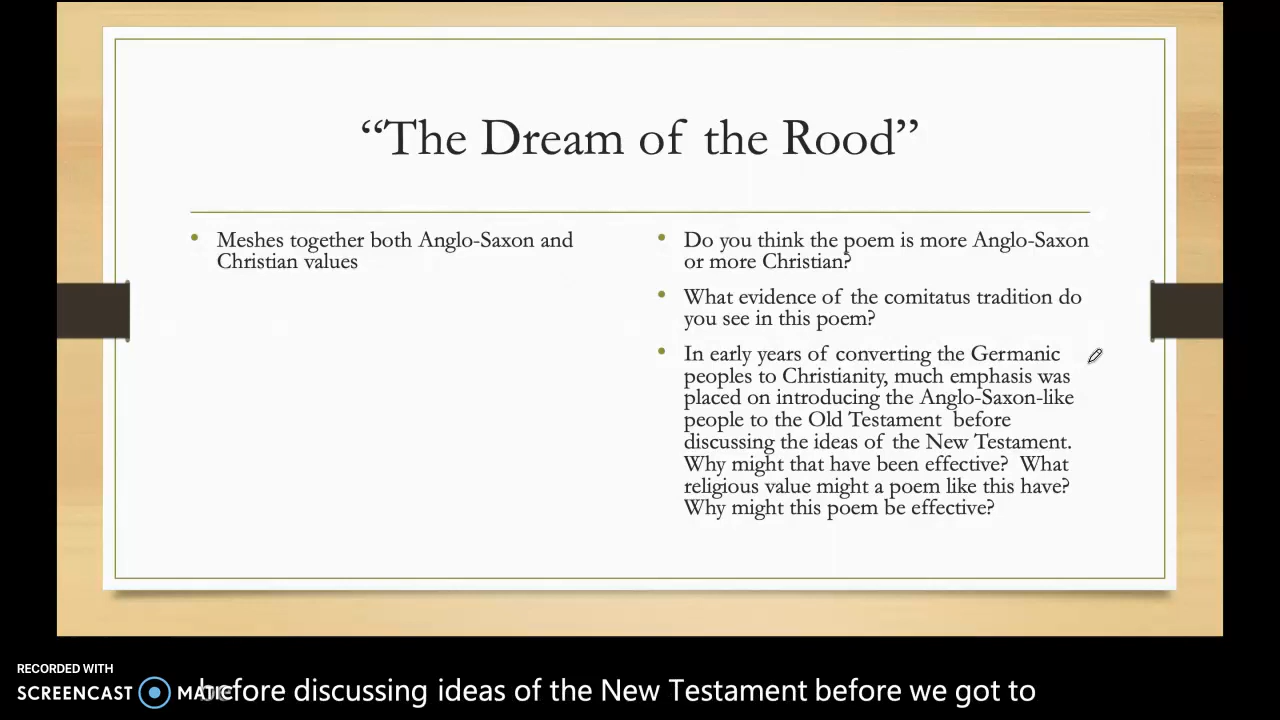 “The Dream of the Rood”
• Meshes together both Anglo-Saxon and
Christian values
• Do you think the poem is more Anglo-Saxon
or more Christian?
• What evidence of the comitatus tradition do
you see in this poem?
• In early years of converting the Germanic
peoples to Christianity, much emphasis was
placed on introducing the Anglo-Saxon-like
people to the Old Testament  before
discussing the ideas of the New Testament.
Why might that have been effective?  What
religious value might a poem like this have?
Why might this poem be effective?
RECORDED WITH
SCREENCAST MATIC
before discussing ideas of the New Testament before we got to